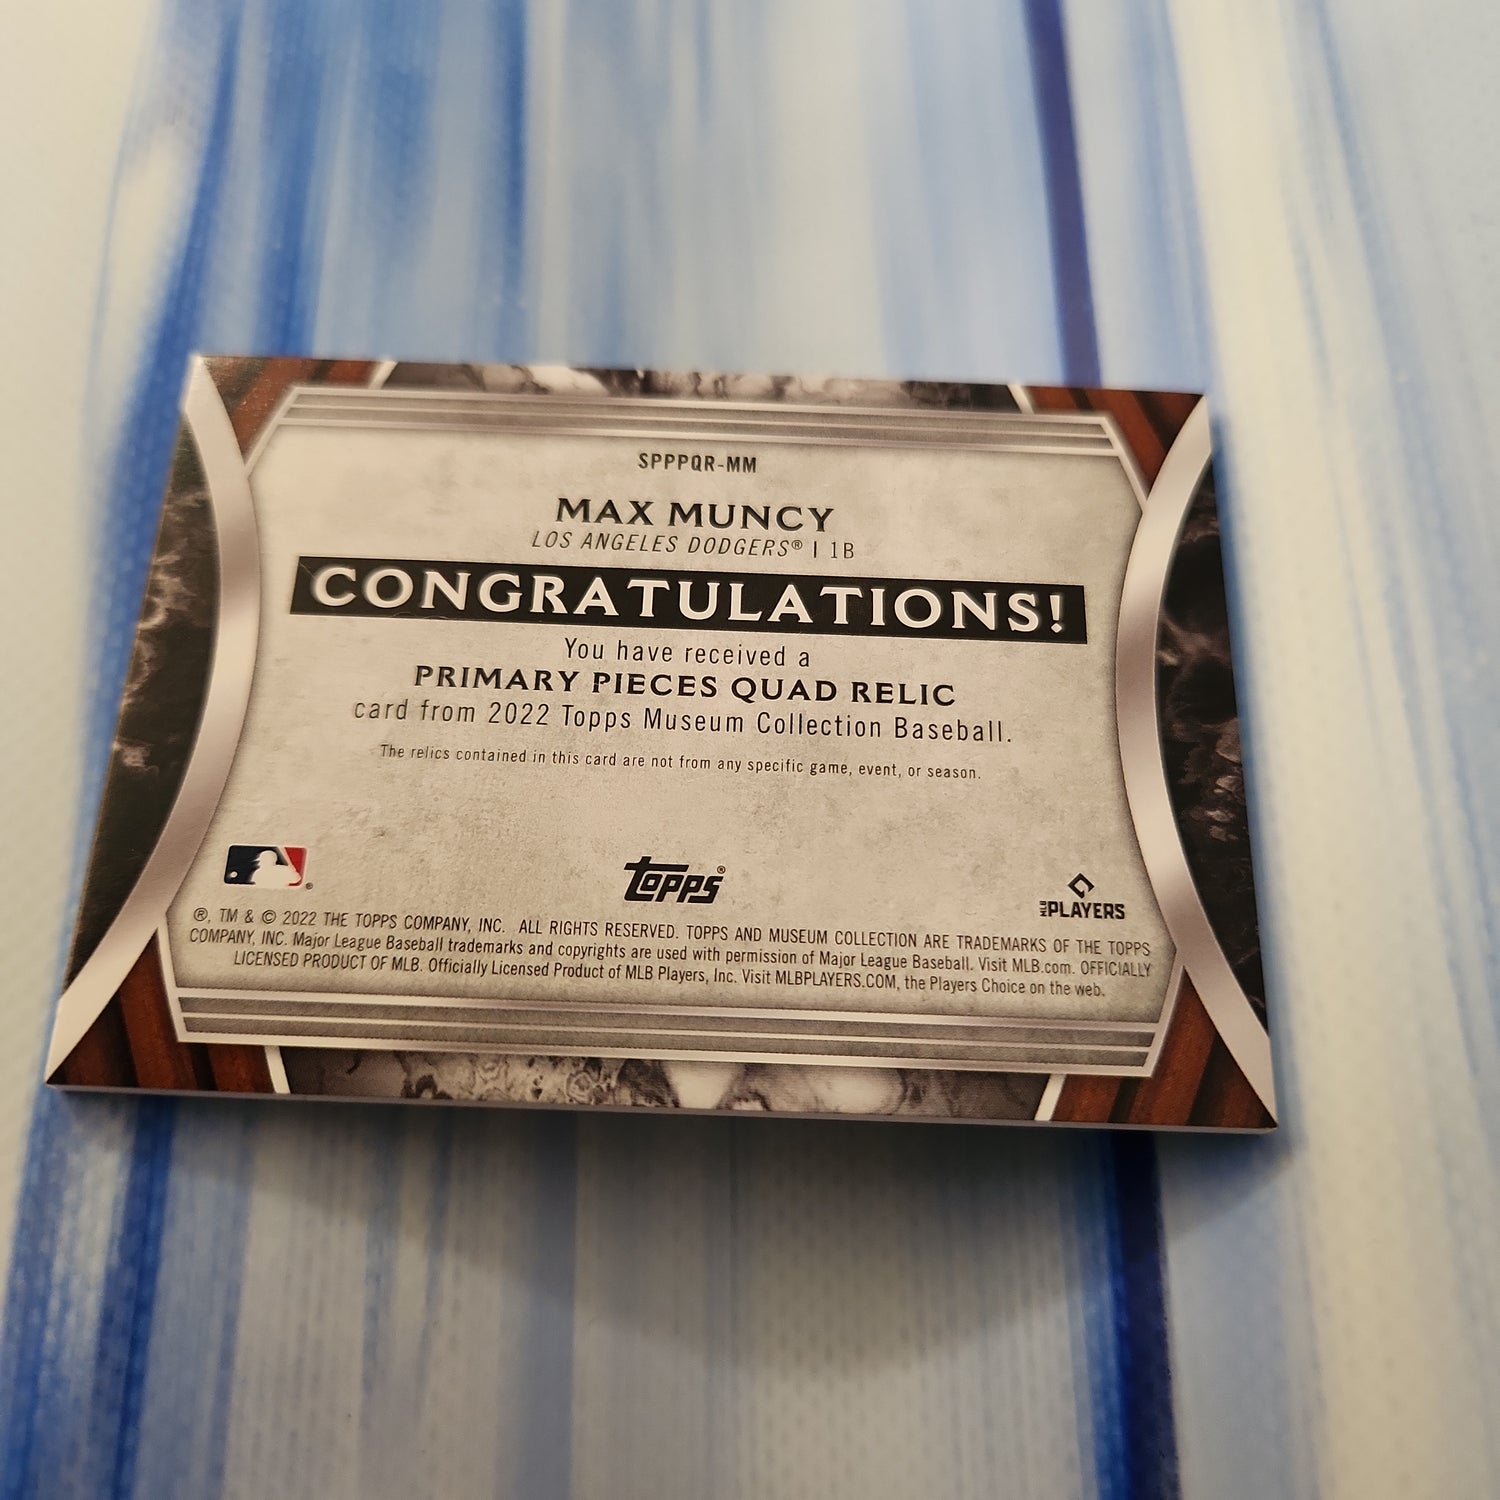 SPPPQR-MM
MAX MUNCY
LOS ANGELES DODGERS® | 1B
CONGRATULATIONS!
You have received a
PRIMARY PIECES QUAD RELIC
card from 2022 Topps Museum Collection Baseball.
The relics contained in this card are not from any specific game, event, or season.
®
topps®
MLB PLAYERS
®, TM & © 2022 THE TOPPS COMPANY, INC. ALL RIGHTS RESERVED. TOPPS AND MUSEUM COLLECTION ARE TRADEMARKS OF THE TOPPS
COMPANY, INC. Major League Baseball trademarks and copyrights are used with permission of Major League Baseball. Visit MLB.com. OFFICIALLY
LICENSED PRODUCT OF MLB. Officially Licensed Product of MLB Players, Inc. Visit MLBPLAYERS.COM, the Players Choice on the web.